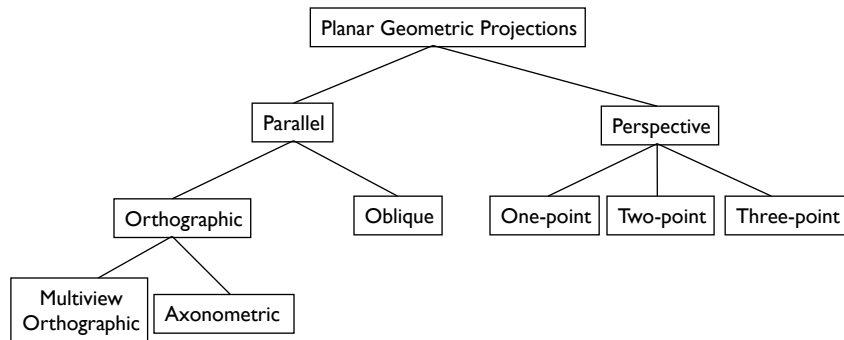 Planar Geometric Projections
Parallel
Perspective
Orthographic
Oblique
One-point
Two-point
Three-point
Multiview
Orthographic
Axonometric